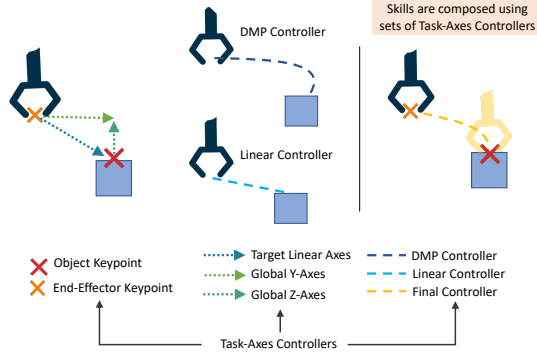 Skills are composed using
sets of Task-Axes Controllers
DMP Controller
Linear Controller
Object Keypoint
End-Effector Keypoint
Target Linear Axes
Global Y-Axes
Global Z-Axes
DMP Controller
Linear Controller
Final Controller
Task-Axes Controllers